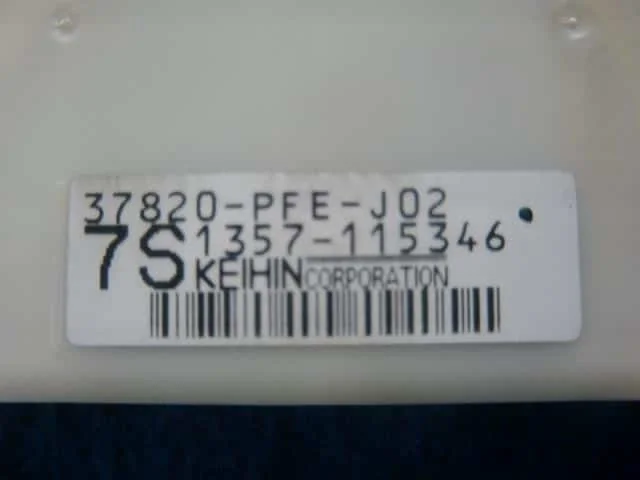 37820-PFE-J02
7S 1357-115346
KEIHIN CORPORATION